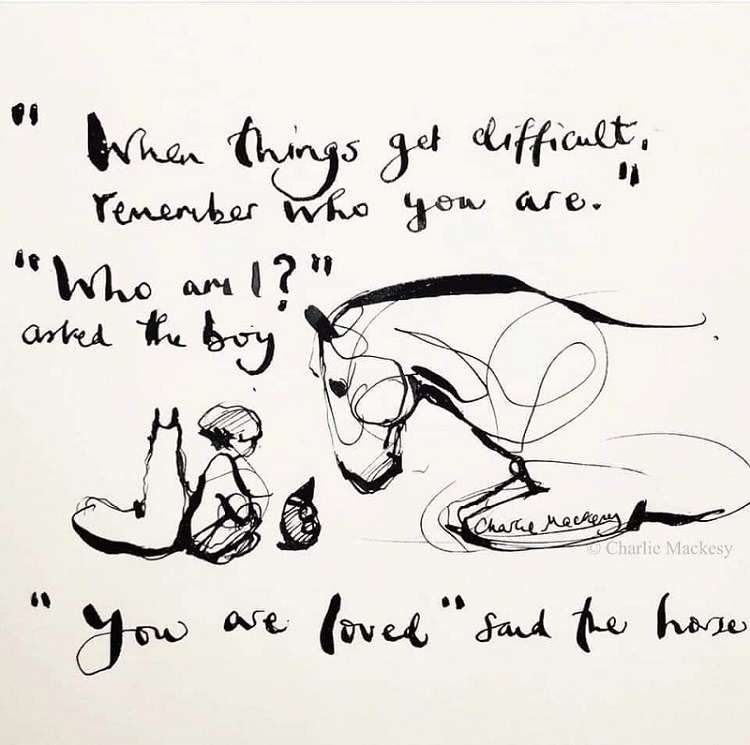 " When things get difficult,
remember who you are. "
" Who am I? "
asked the boy
Charlie Mackesy
© Charlie Mackesy
" You are loved " said the horse